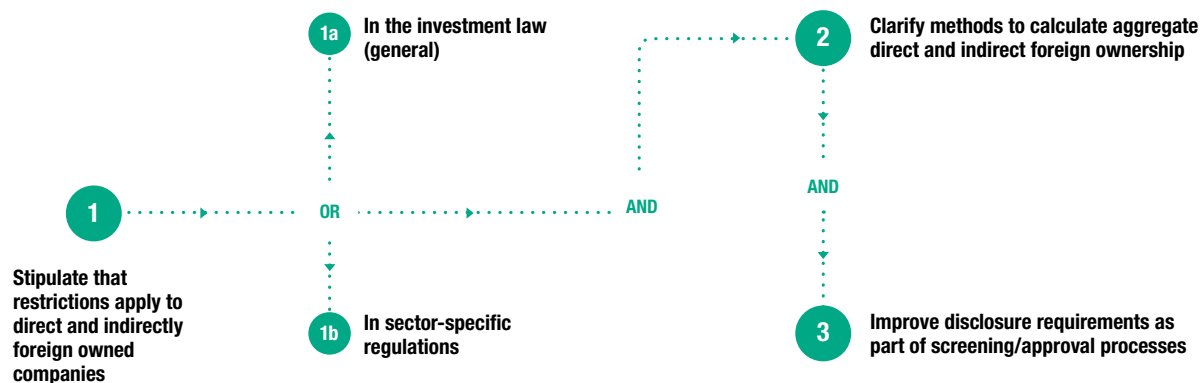 1
Stipulate that
restrictions apply to
direct and indirectly
foreign owned
companies
OR
1a
In the investment law
(general)
1b
In sector-specific
regulations
AND
2
Clarify methods to calculate aggregate
direct and indirect foreign ownership
AND
3
Improve disclosure requirements as
part of screening/approval processes